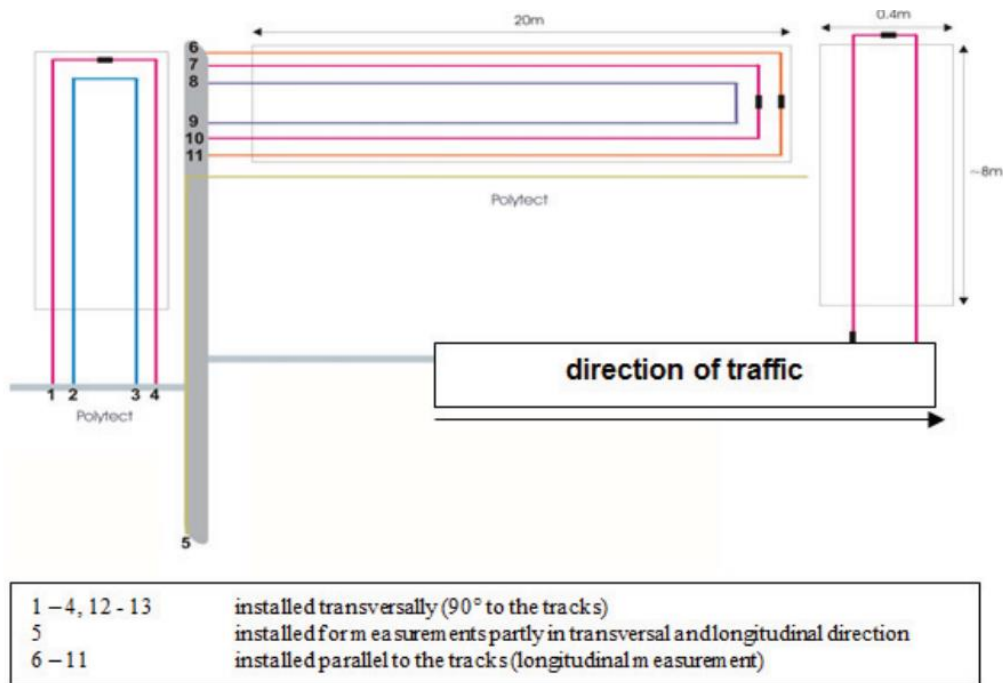 20m
0.4m
6
7
8
9
10
11
~8m
Polytect
direction of traffic
1 2 3 4
Polytect
5
1 – 4, 12 - 13 installed transversally (90° to the tracks)
5 installed for measurements partly in transversal and longitudinal direction
6 – 11 installed parallel to the tracks (longitudinal measurement)